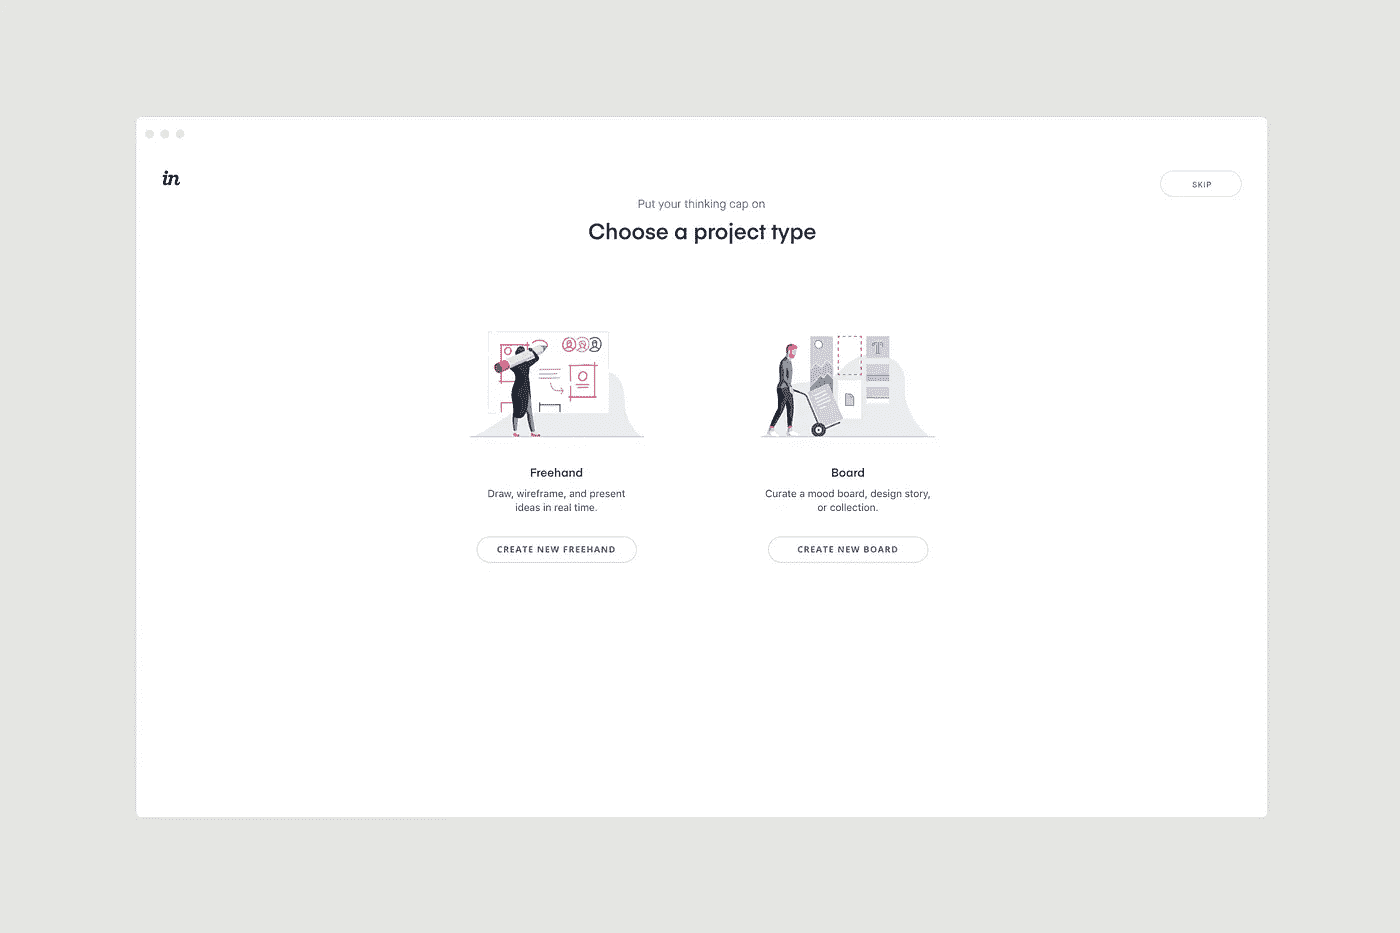 in
SKIP
Put your thinking cap on
Choose a project type
T
Freehand
Draw, wireframe, and present
ideas in real time.
CREATE NEW FREEHAND
Board
Curate a mood board, design story,
or collection.
CREATE NEW BOARD